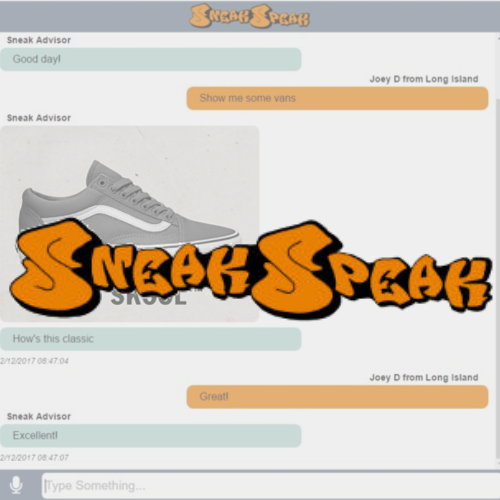 SNEAKSPEAK
Sneak Advisor
Good day!
Joey D from Long Island
Show me some vans
Sneak Advisor
SNEAKSPEAK
SKOOL
How's this classic
2/12/2017 08:47:04
Joey D from Long Island
Great!
Sneak Advisor
Excellent!
2/12/2017 08:47:07
Type Something...